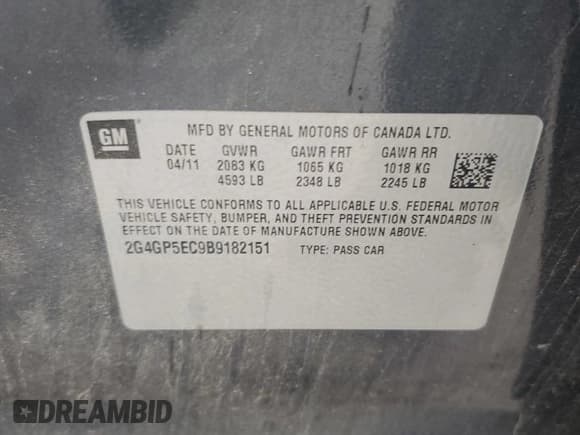 GM
MFD BY GENERAL MOTORS OF CANADA LTD.
DATE GVWR GAWR FRT GAWR RR
04/11 2083 KG 1065 KG 1018 KG
4593 LB 2348 LB 2245 LB
THIS VEHICLE CONFORMS TO ALL APPLICABLE U.S. FEDERAL MOTOR
VEHICLE SAFETY, BUMPER, AND THEFT PREVENTION STANDARDS IN
EFFECT ON THE DATE OF MANUFACTURE SHOWN ABOVE.
2G4GP5EC9B9182151 TYPE: PASS CAR
DREAMBID